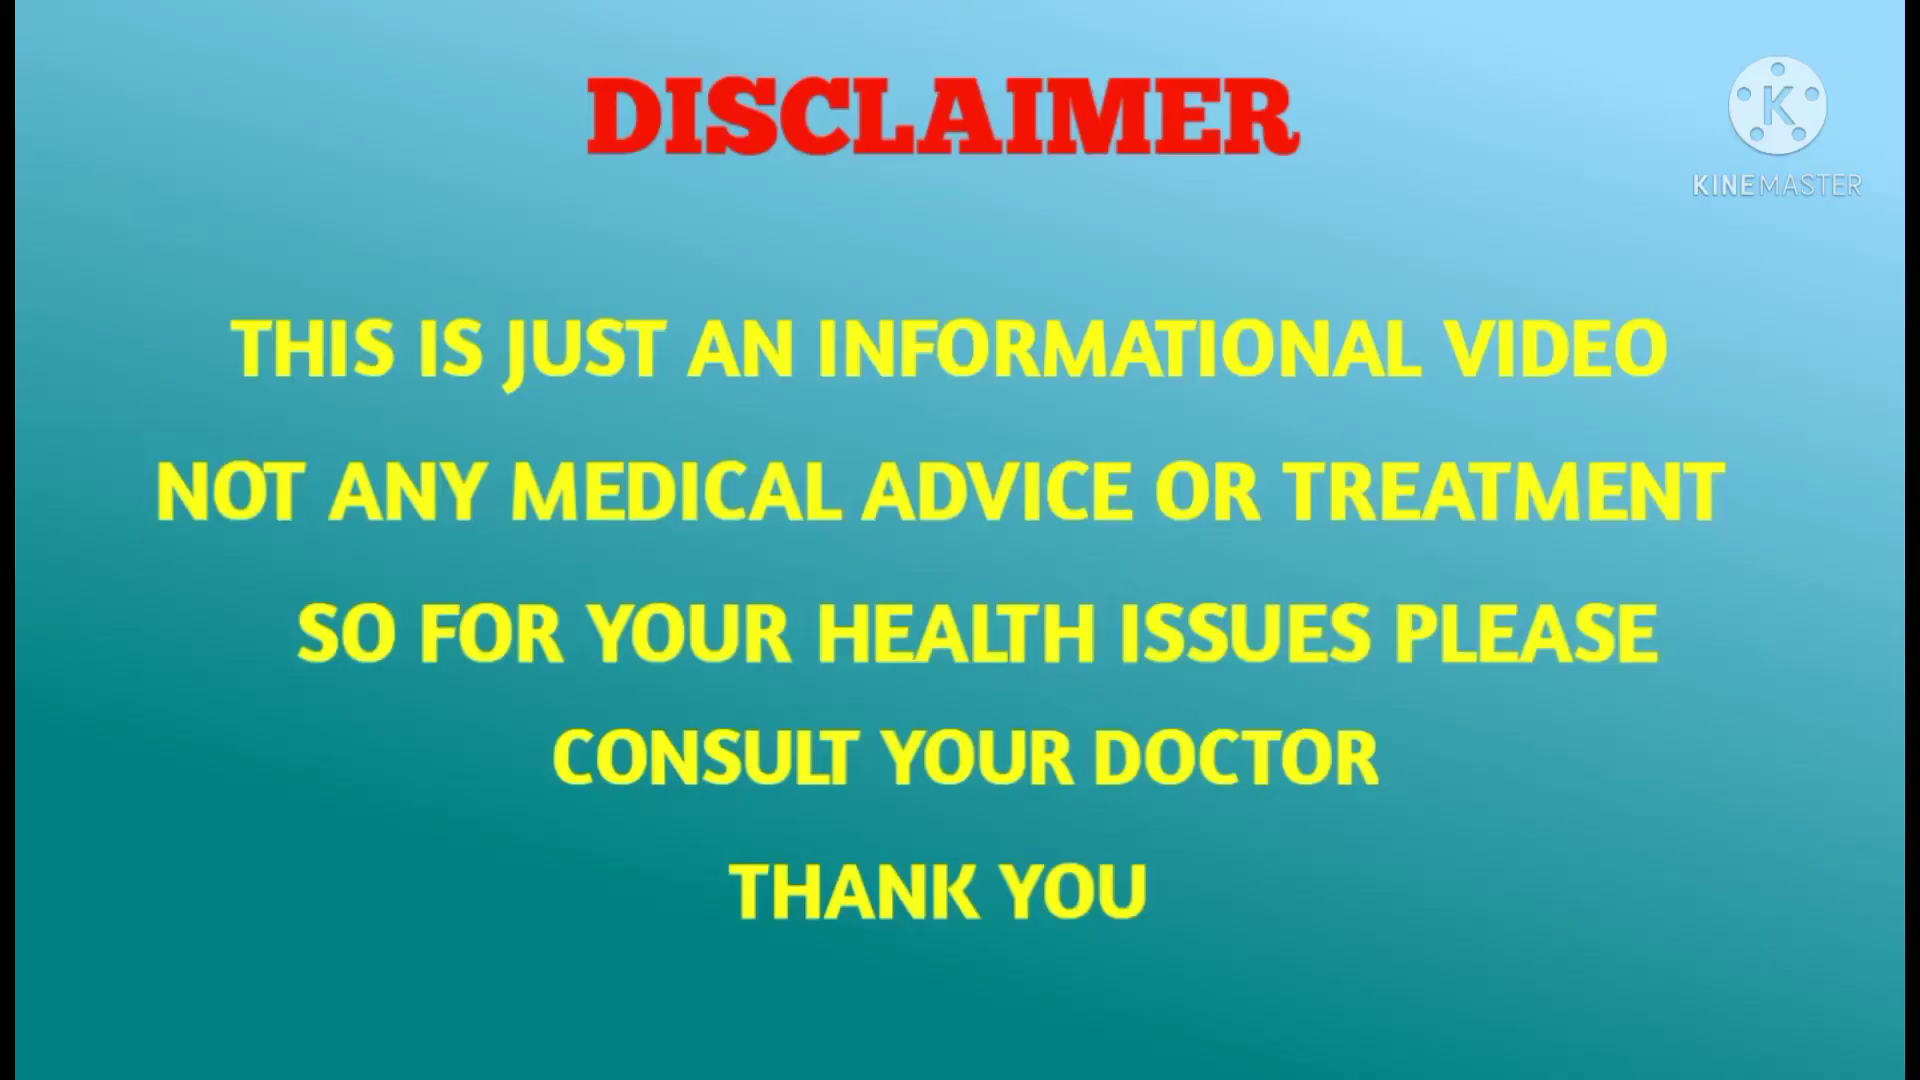 DISCLAIMER
KINEMASTER
THIS IS JUST AN INFORMATIONAL VIDEO
NOT ANY MEDICAL ADVICE OR TREATMENT
SO FOR YOUR HEALTH ISSUES PLEASE
CONSULT YOUR DOCTOR
THANK YOU